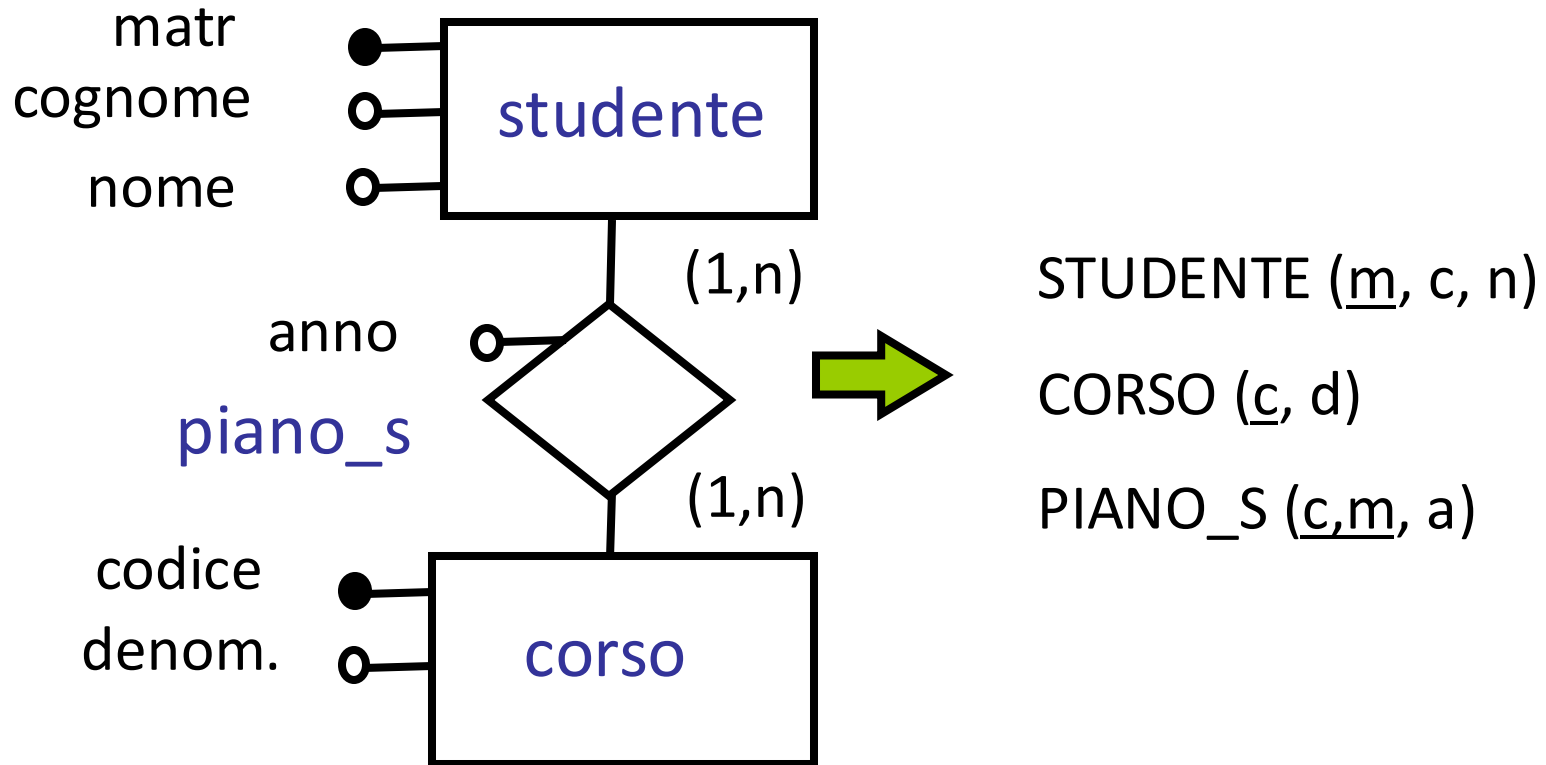 matr
cognome
nome
studente
(1,n)
anno
piano_s
(1,n)
codice
denom.
corso
STUDENTE (m, c, n)
CORSO (c, d)
PIANO_S (c,m, a)